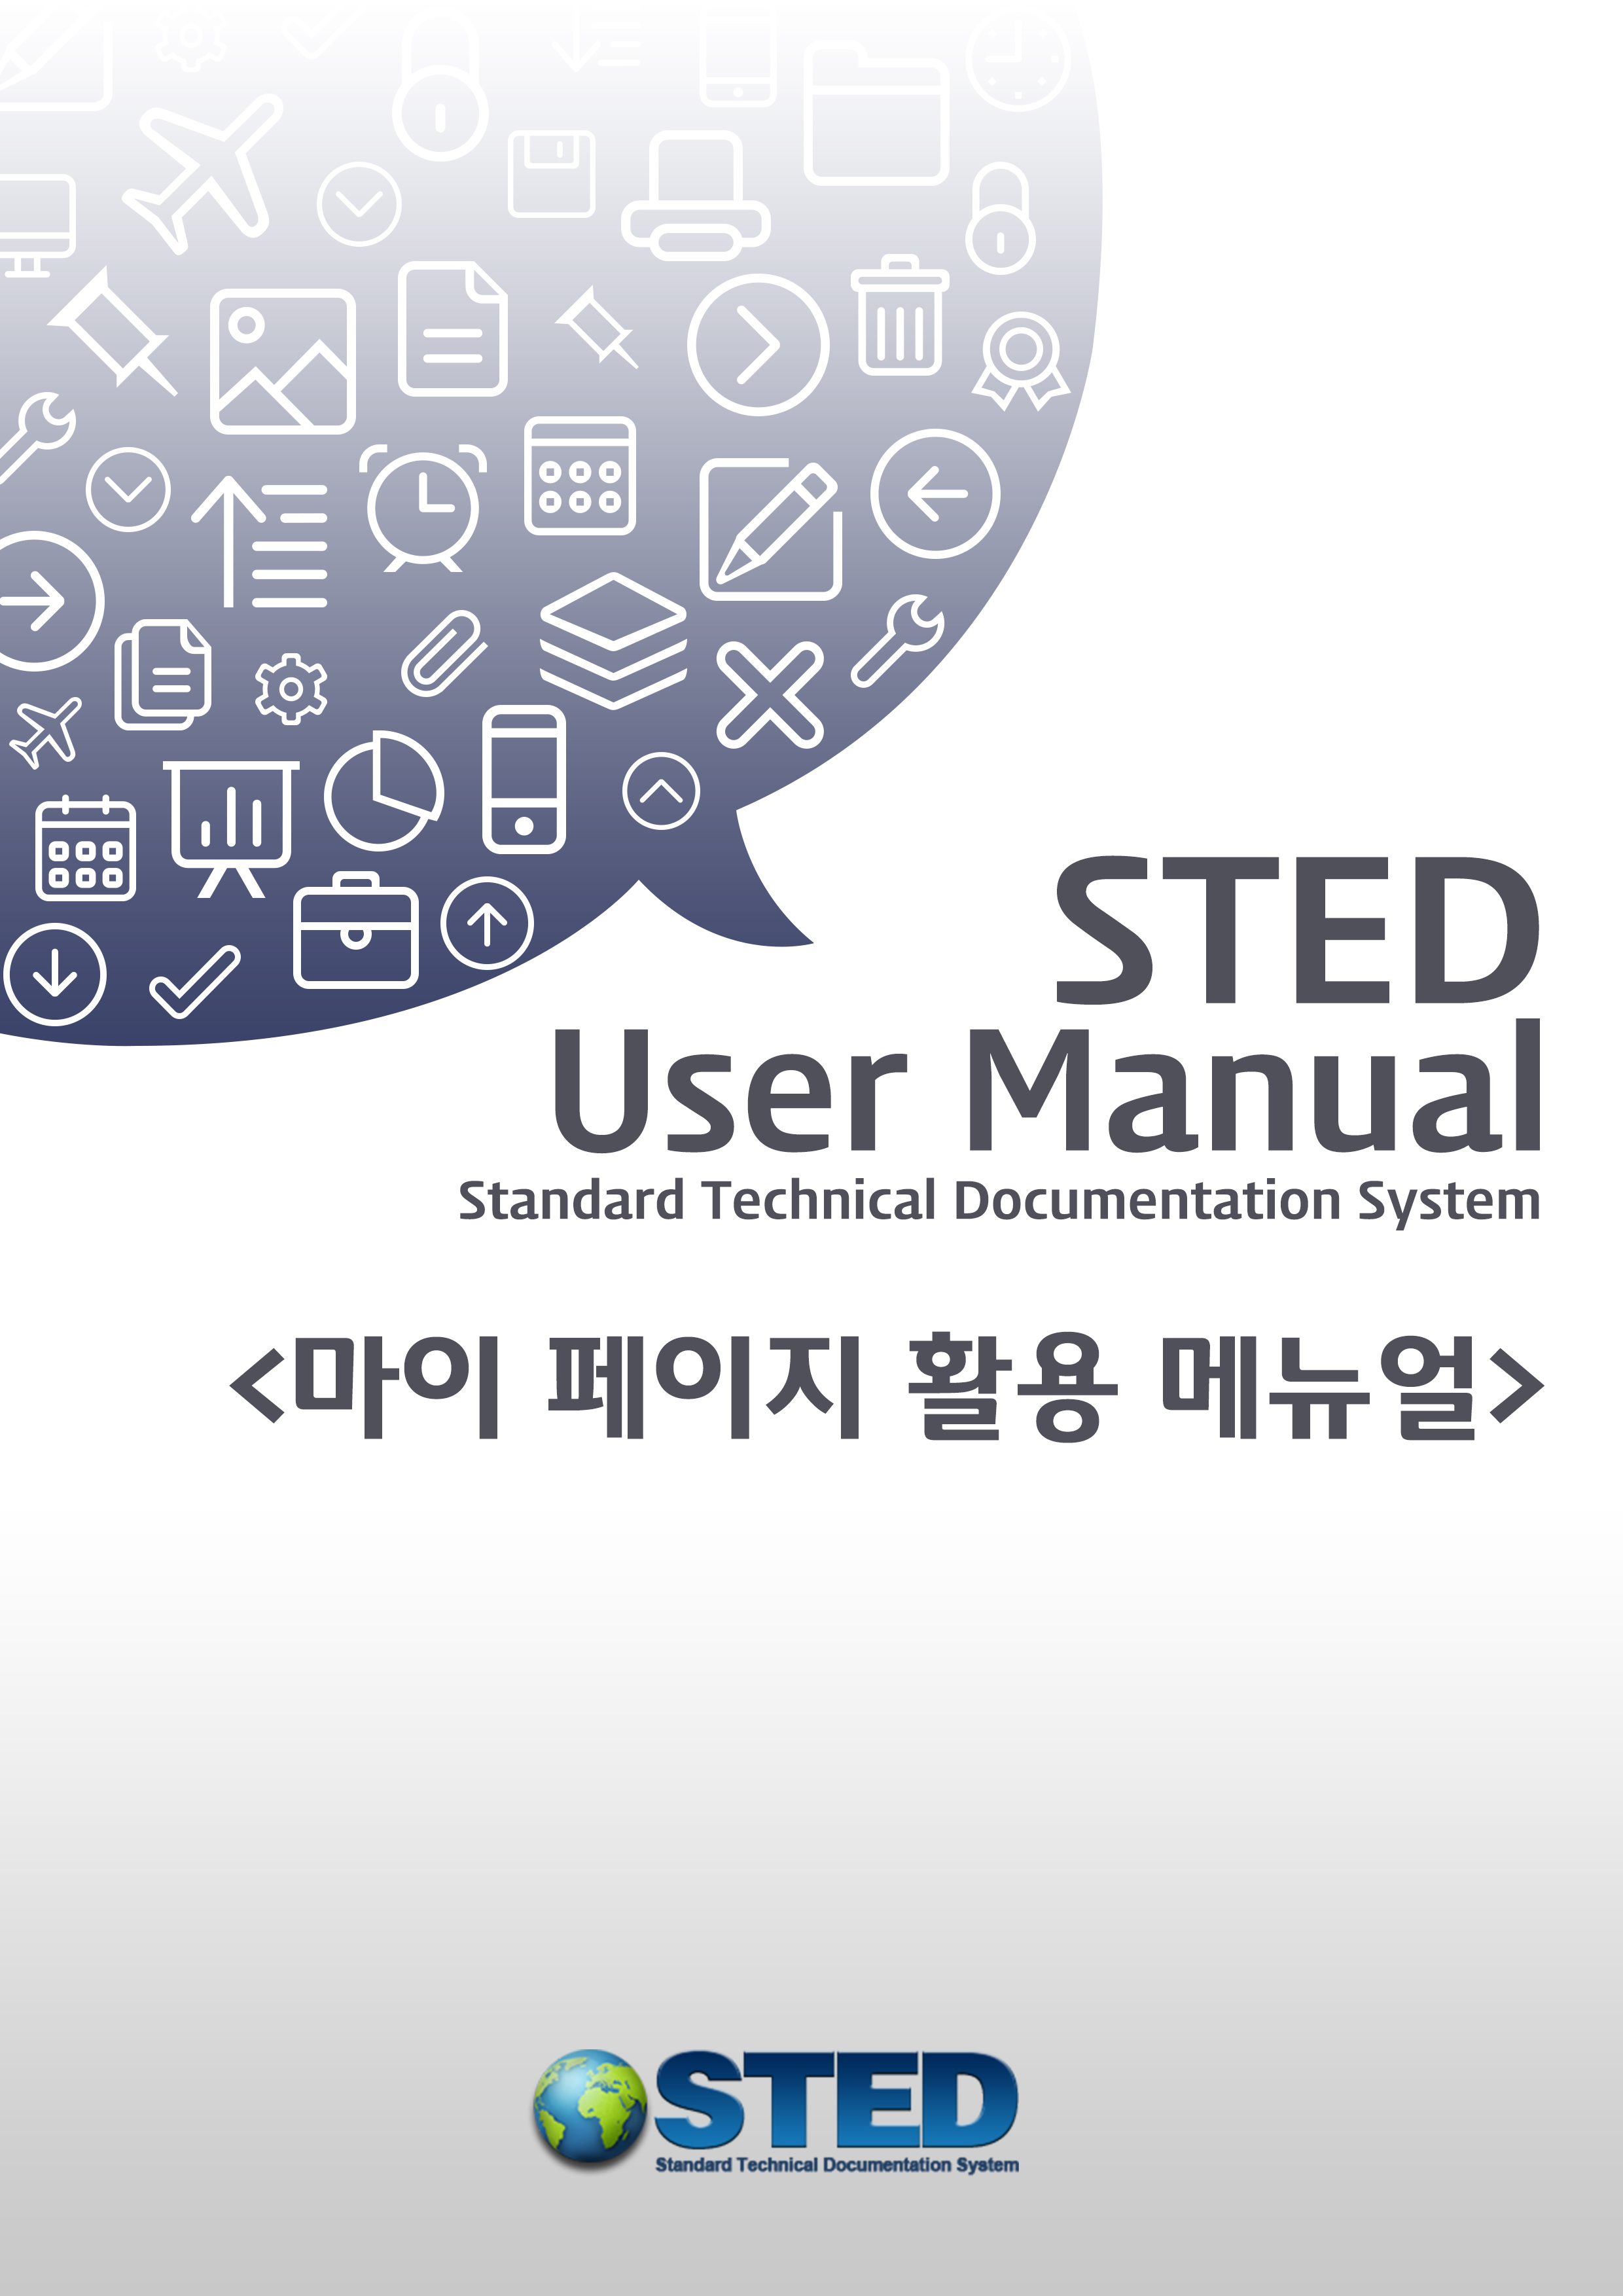 STED
User Manual
Standard Technical Documentation System
<마이 페이지 활용 메뉴얼>
STED
Standard Technical Documentation System